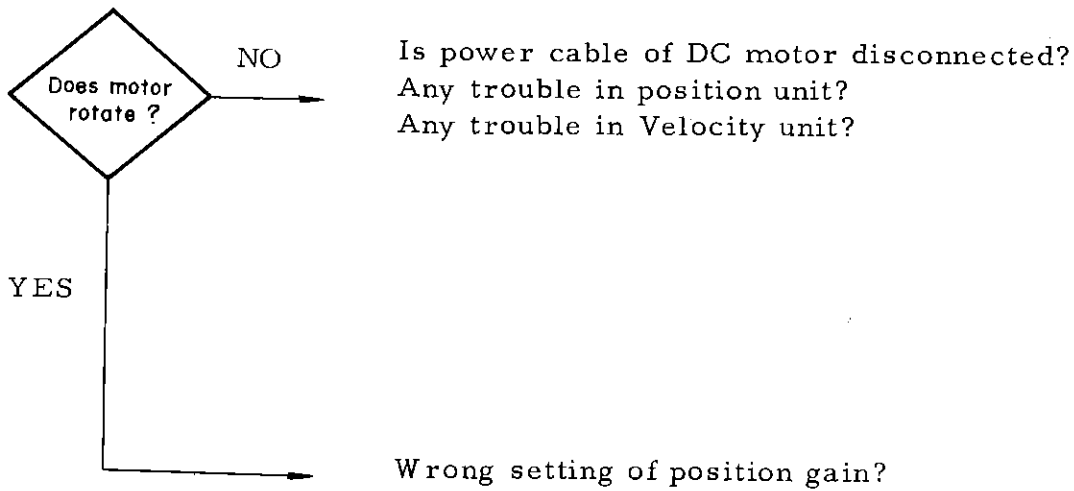 Does motor
rotate ?
NO
Is power cable of DC motor disconnected?
Any trouble in position unit?
Any trouble in Velocity unit?
YES
Wrong setting of position gain?